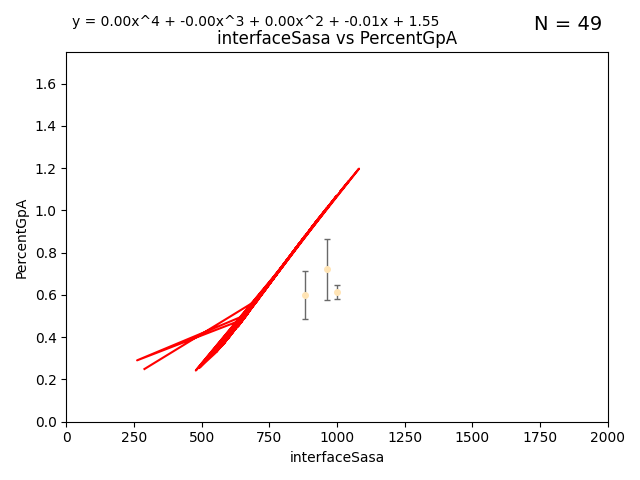 y = 0.00x^4 + -0.00x^3 + 0.00x^2 + -0.01x + 1.55
N = 49
interfaceSasa vs PercentGpA
PercentGpA
1.6
1.4
1.2
1.0
0.8
0.6
0.4
0.2
0.0
0 250 500 750 1000 1250 1500 1750 2000
interfaceSasa